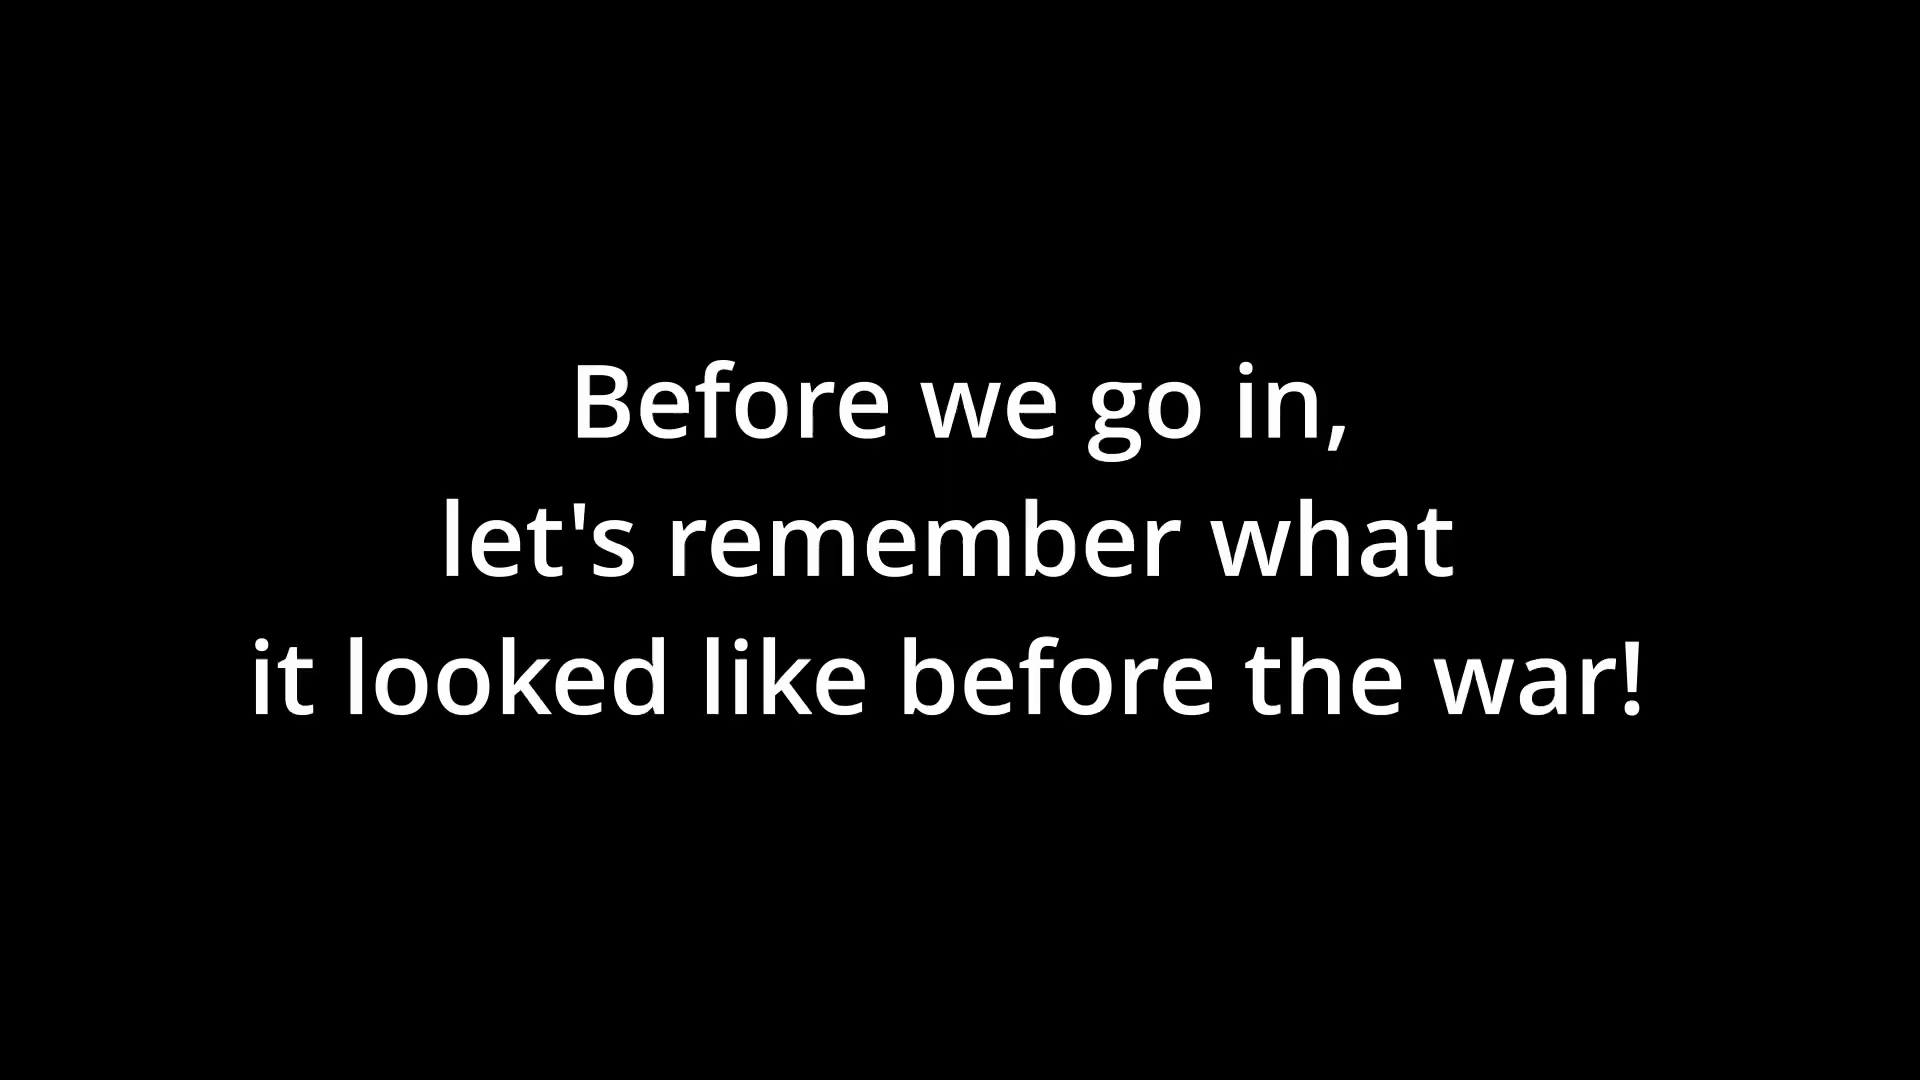 Before we go in,
let's remember what
it looked like before the war!